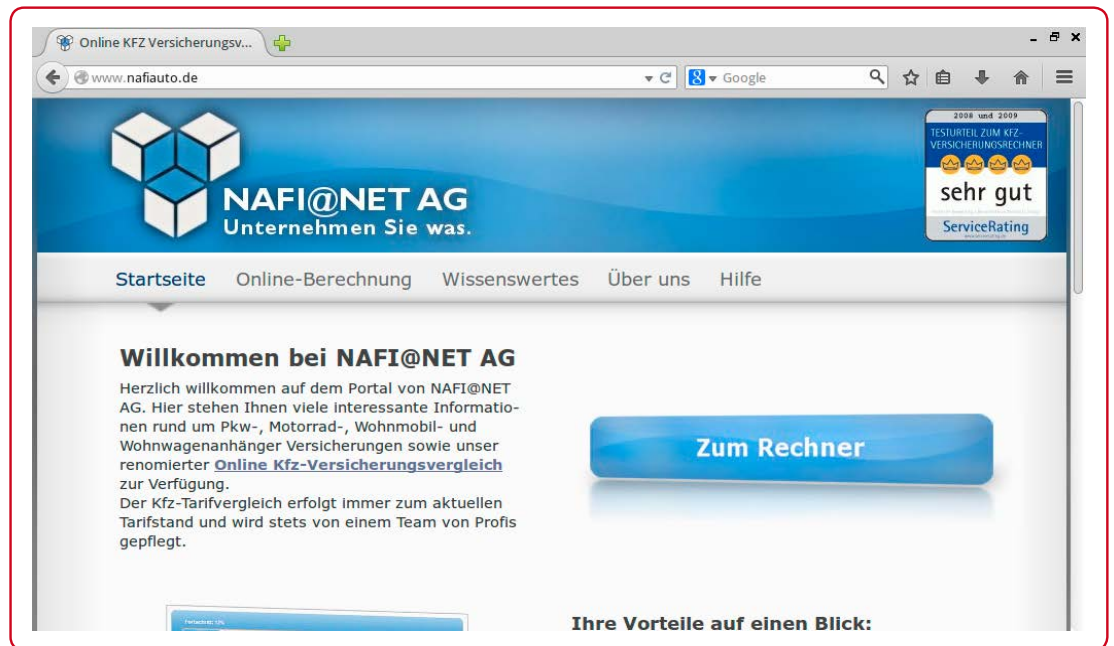 Online KFZ Versicherungsv...
www.nafiauto.de
Google
2008 und 2009
TESTURTEIL ZUM KFZ-
VERSICHERUNGSRECHNER
sehr gut
ServiceRating
NAFI@NET AG
Unternehmen Sie was.
Startseite Online-Berechnung Wissenswertes Über uns Hilfe
Willkommen bei NAFI@NET AG
Herzlich willkommen auf dem Portal von NAFI@NET
AG. Hier stehen Ihnen viele interessante Informatio-
nen rund um Pkw-, Motorrad-, Wohnmobil- und
Wohnwagenanhänger Versicherungen sowie unser
renomierter Online Kfz-Versicherungsvergleich
zur Verfügung.
Der Kfz-Tarifvergleich erfolgt immer zum aktuellen
Tarifstand und wird stets von einem Team von Profis
gepflegt.
Zum Rechner
Ihre Vorteile auf einen Blick: